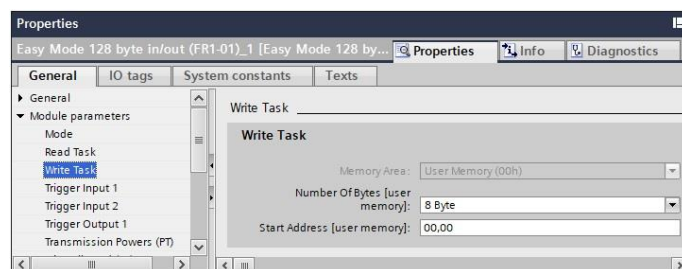 Properties
Easy Mode 128 byte in/out (FR1-01)_1 [Easy Mode 128 by... Properties Info Diagnostics
General IO tags System constants Texts
General
Module parameters
Mode
Read Task
Write Task
Trigger Input 1
Trigger Input 2
Trigger Output 1
Transmission Powers (PT)
Write Task
Write Task
Memory Area: User Memory (00h)
Number Of Bytes [user
memory]: 8 Byte
Start Address [user memory]: 00,00